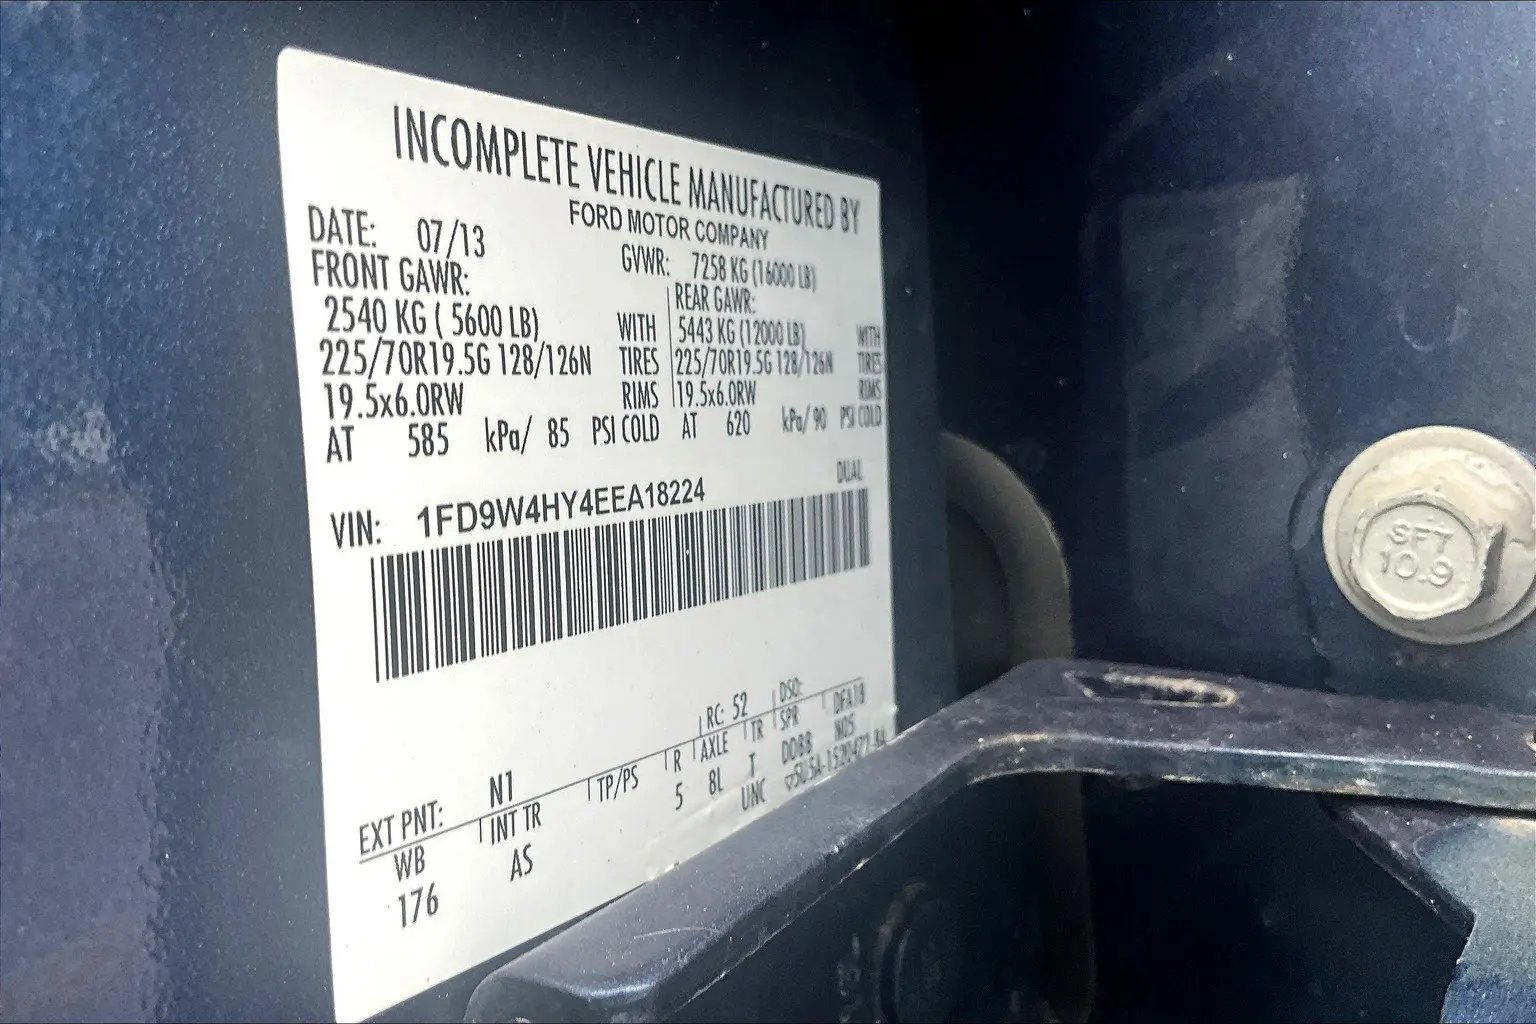 INCOMPLETE VEHICLE MANUFACTURED BY
FORD MOTOR COMPANY
DATE: 07/13 GVWR: 7258 KG (16000 LB)
FRONT GAWR: REAR GAWR:
2540 KG ( 5600 LB) WITH 5443 KG (12000 LB) WITH
225/70R19.5G 128/126N TIRES 225/70R19.5G 128/126N TIRES
19.5x6.0RW RIMS 19.5x6.0RW RIMS
AT 585 kPa/ 85 PSI COLD AT 620 kPa/ 90 PSI COLD
DUAL
VIN: 1FD9W4HY4EEA18224
EXT PNT: N1 RC: 52 DSO:
WB INT TR TP/PS R AXLE TR SPR DFA18
176 AS 5 8L T DDBB
UNC
SFT
10.9